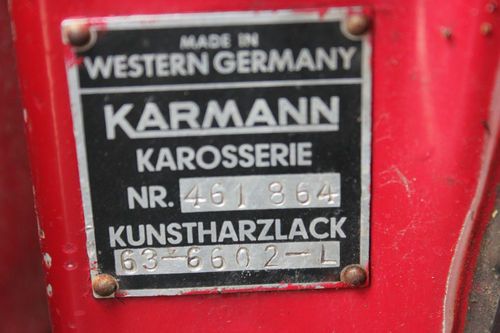 MADE IN
WESTERN GERMANY
KARMANN
KAROSSERIE
NR. 461 864
KUNSTHARZLACK
63-6602-L